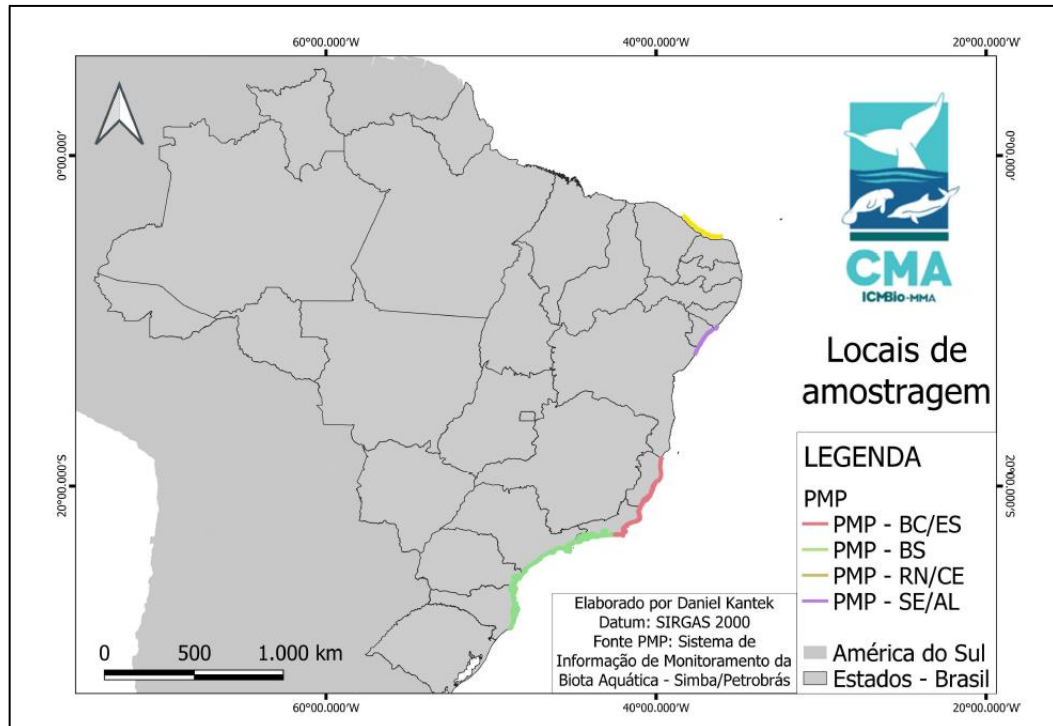 60°00.000'W 40°00.000'W 20°00.000'W
0°00.000'
0°00.000'
CMA
ICMBio-MMA
Locais de
amostragem
LEGENDA
20°00.000'S
20°00.000'S
PMP
PMP - BC/ES
PMP - BS
PMP - RN/CE
PMP - SE/AL
América do Sul
Estados - Brasil
Elaborado por Daniel Kantek
Datum: SIRGAS 2000
Fonte PMP: Sistema de
Informação de Monitoramento da
Biota Aquática - Simba/Petrobrás
0 500 1.000 km
60°00.000'W 40°00.000'W 20°00.000'W